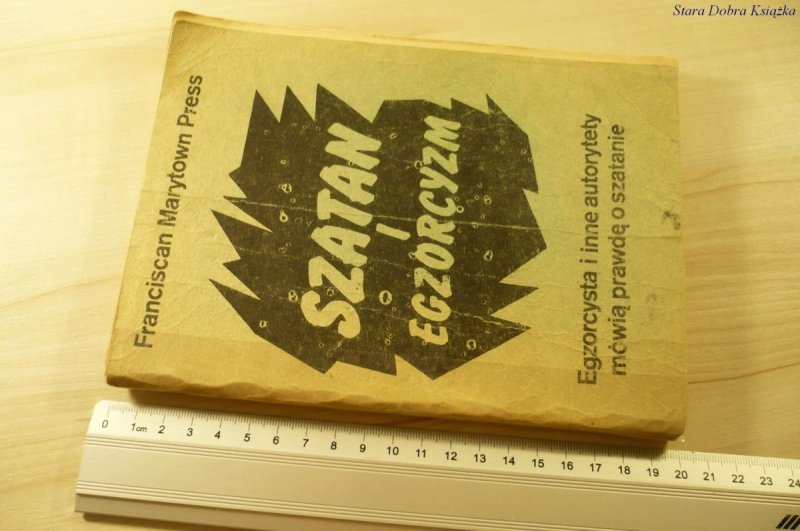 Stara Dobra Książka
Franciscan Marytown Press
SZATAN
I
EGZORCYZM
Egzorcysta i inne autorytety
mówią prawdę o szatanie
0 1cm 2 3 4 5 6 7 8 9 10 11 12 13 14 15 16 17 18 19 20 21 22 23 24